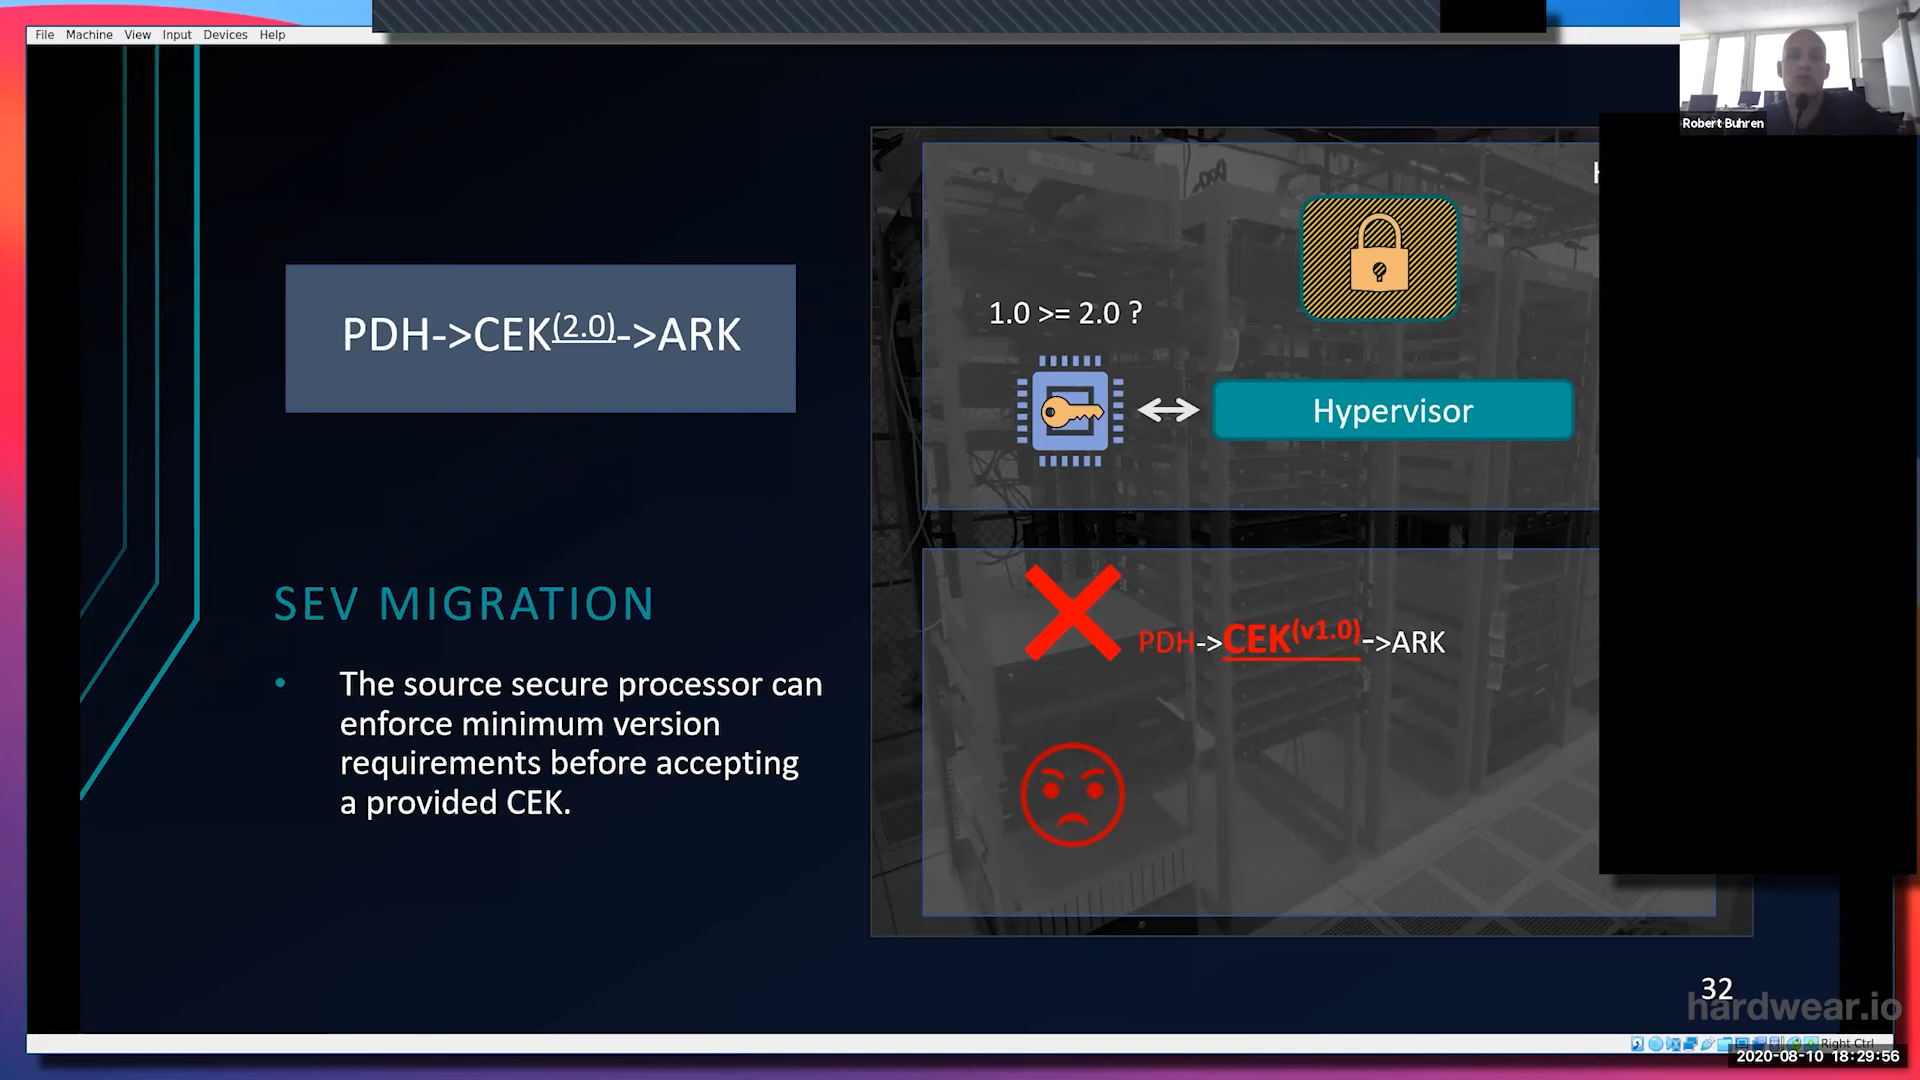 File Machine View Input Devices Help
Robert Buhren
1.0 >= 2.0 ?
PDH->CEK(2.0)->ARK
Hypervisor
PDH->CEK(v1.0)->ARK
SEV MIGRATION
• The source secure processor can
enforce minimum version
requirements before accepting
a provided CEK.
32
hardwear.io
Right Ctrl
2020-08-10 18:29:56